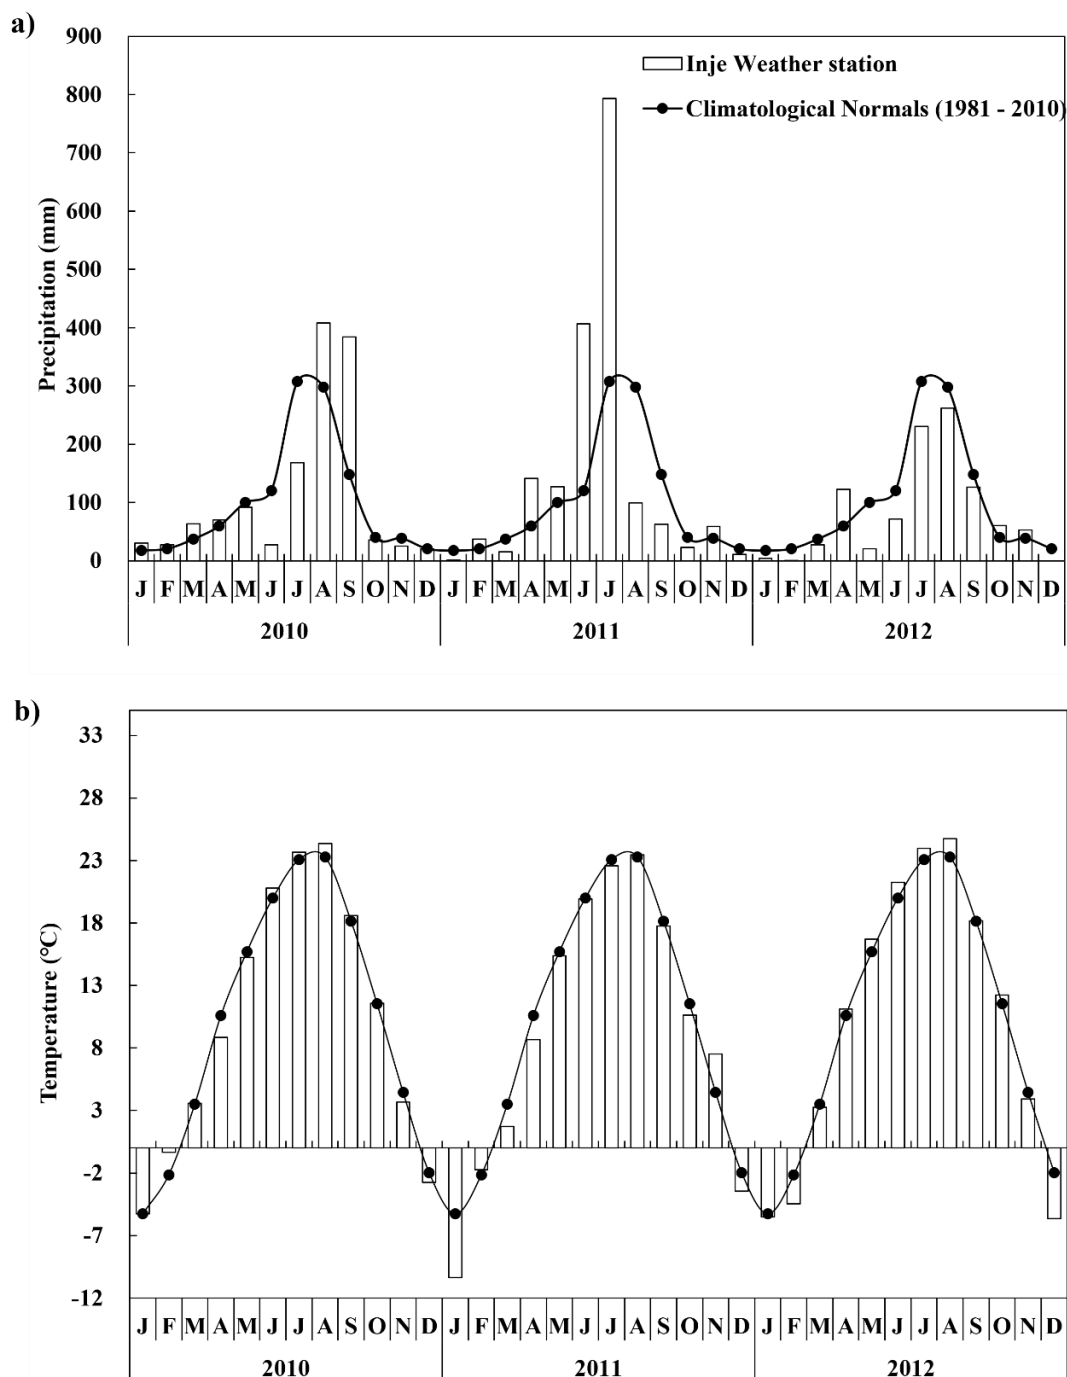 a)
900
800
700
600
500
400
300
200
100
0
Precipitation (mm)
Inje Weather station
Climatological Normals (1981 - 2010)
J F M A M J J A S O N D J F M A M J J A S O N D J F M A M J J A S O N D
2010 2011 2012
b)
33
28
23
18
13
8
3
-2
-7
-12
Temperature (℃)
J F M A M J J A S O N D J F M A M J J A S O N D J F M A M J J A S O N D
2010 2011 2012